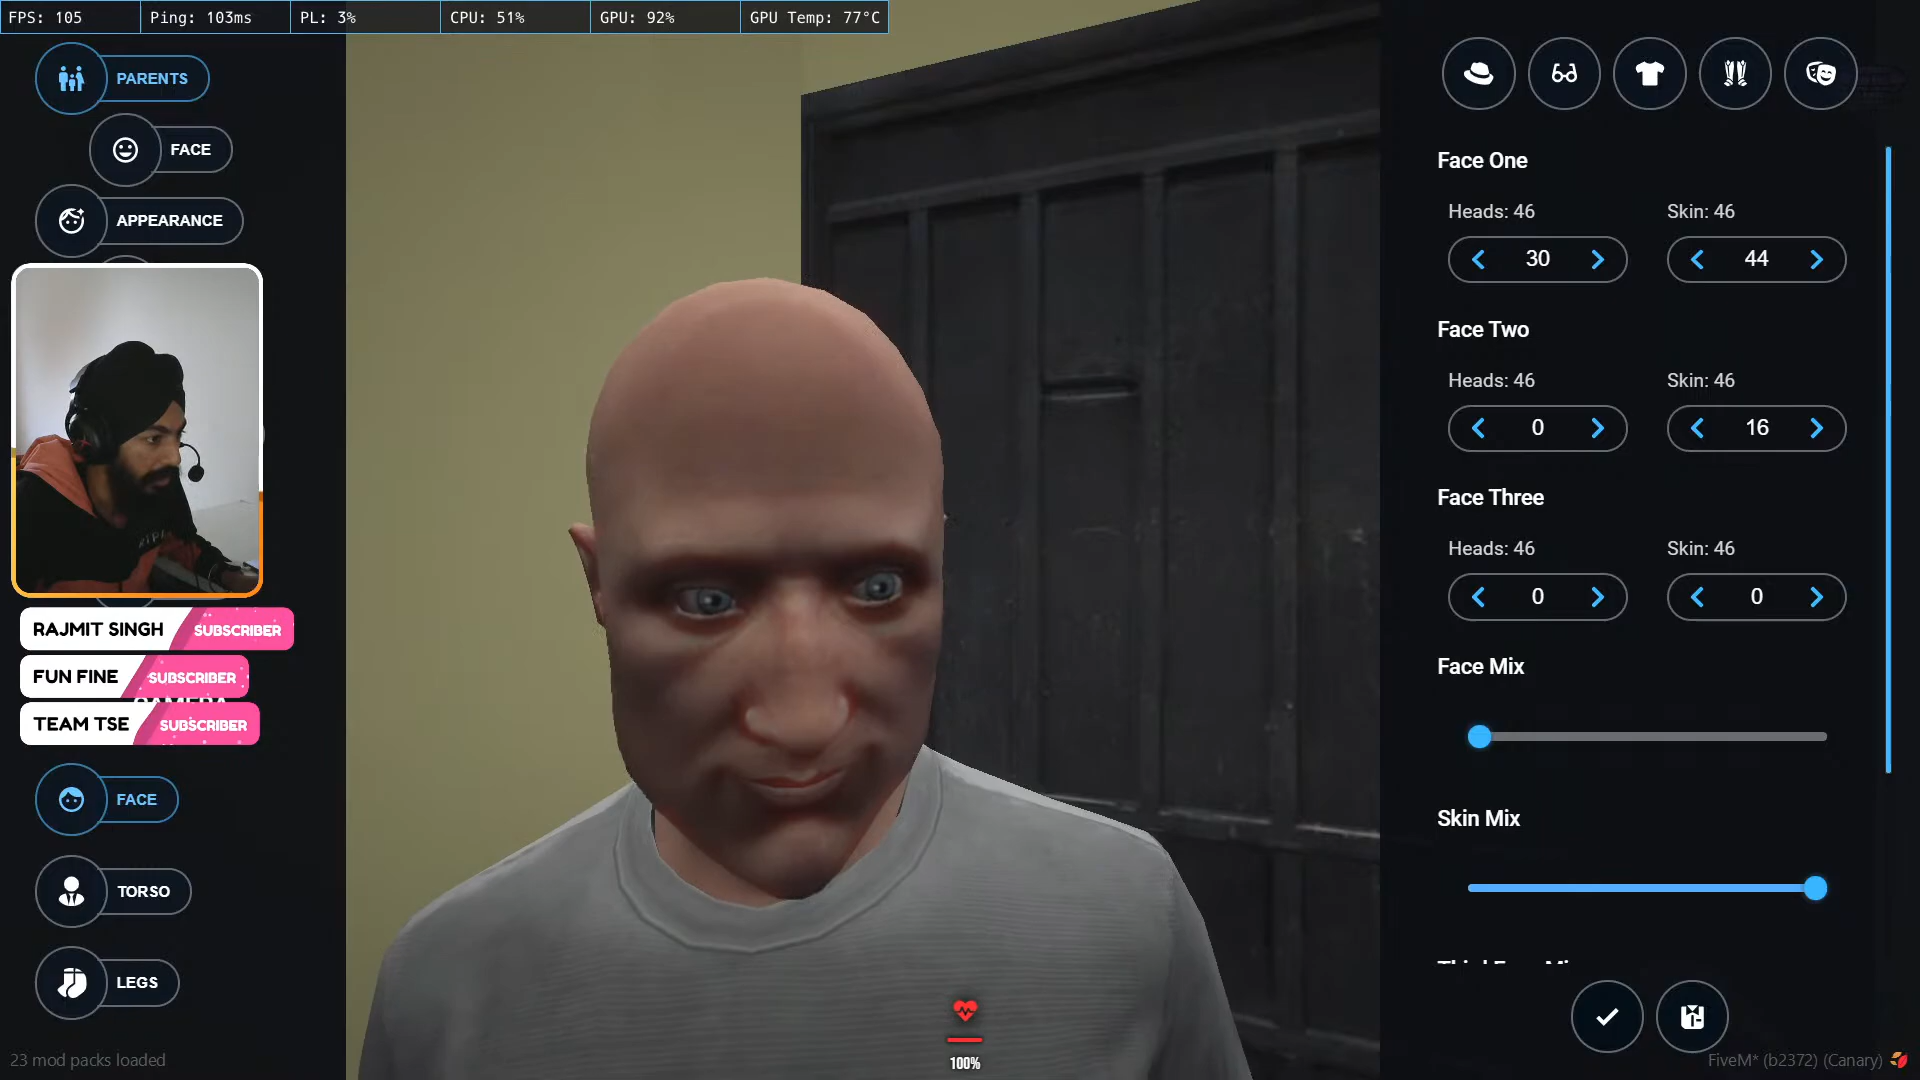 FPS: 105 Ping: 103ms PL: 3% CPU: 51% GPU: 92% GPU Temp: 77°C
PARENTS
FACE
APPEARANCE
RAJMIT SINGH SUBSCRIBER
FUN FINE SUBSCRIBER
TEAM TSE SUBSCRIBER
FACE
TORSO
LEGS
23 mod packs loaded
100%
Face One
Heads: 46 Skin: 46
30 44
Face Two
Heads: 46 Skin: 46
0 16
Face Three
Heads: 46 Skin: 46
0 0
Face Mix
Skin Mix
FiveM* (b2372) (Canary)